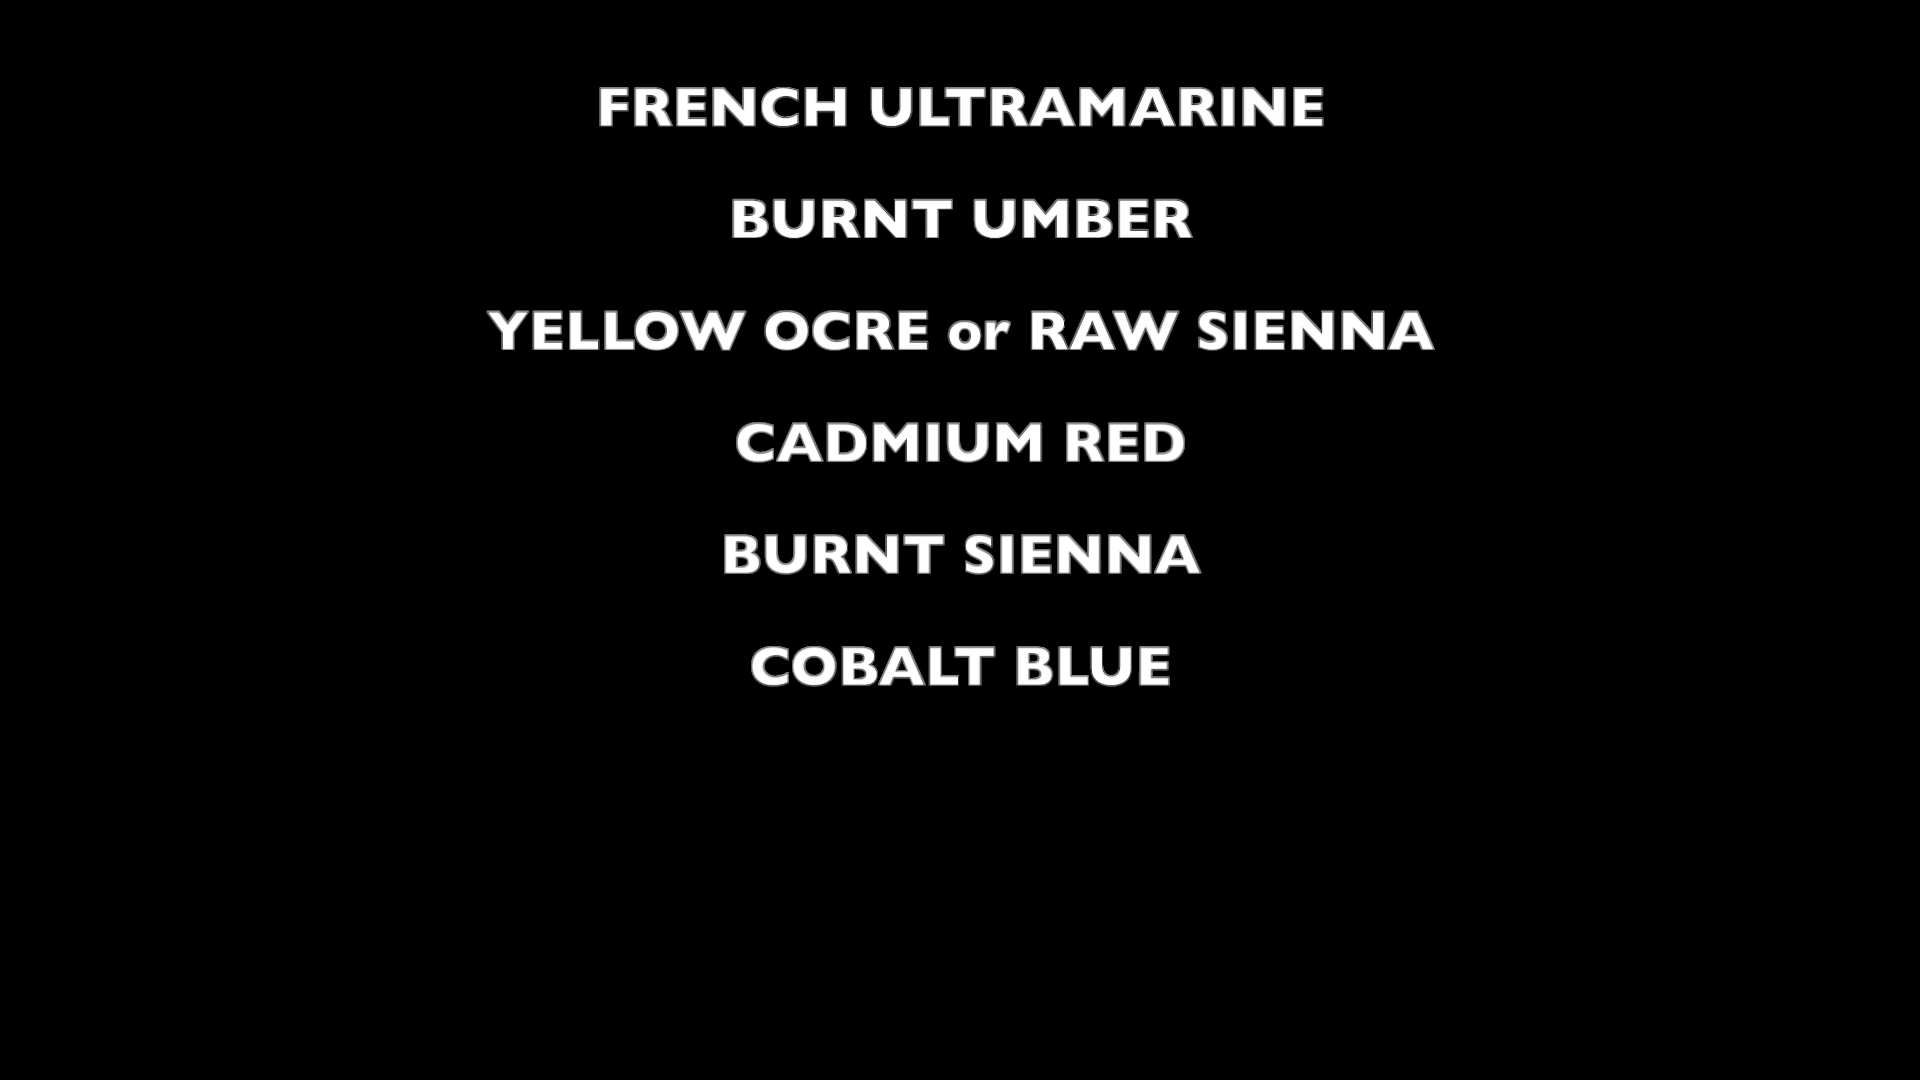 FRENCH ULTRAMARINE
BURNT UMBER
YELLOW OCRE or RAW SIENNA
CADMIUM RED
BURNT SIENNA
COBALT BLUE